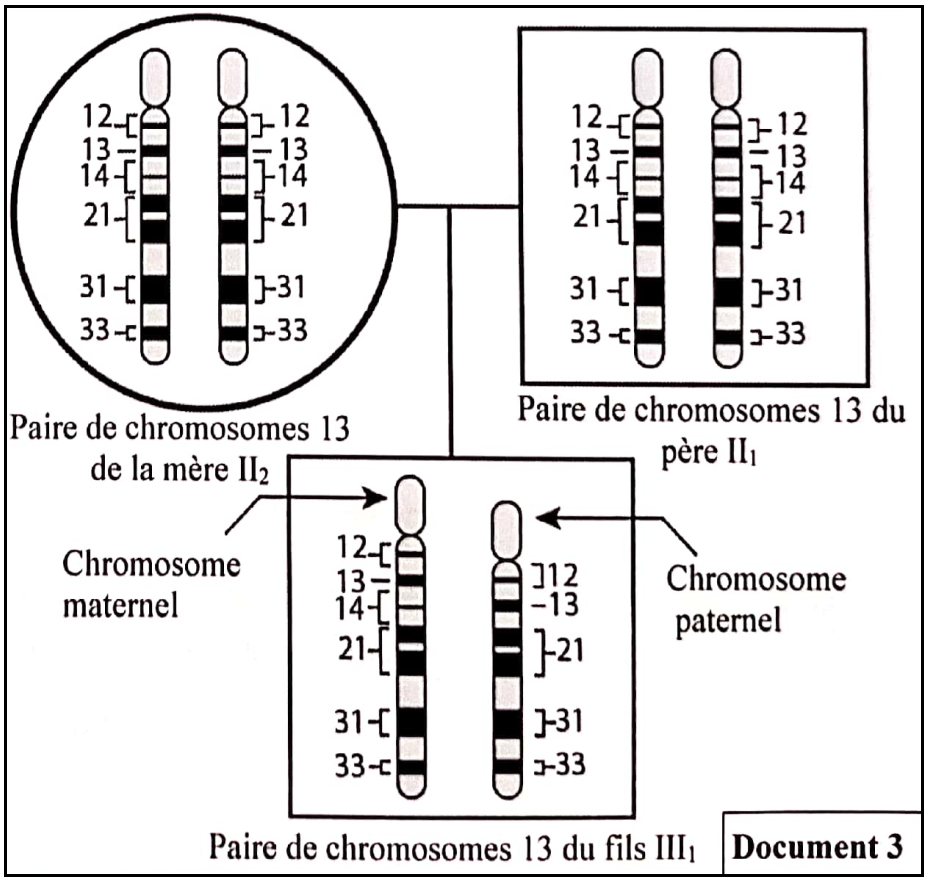 12 12
13 13
14 14
21 21
31 31
33 33
Paire de chromosomes 13
de la mère II2
12 12
13 13
14 14
21 21
31 31
33 33
Paire de chromosomes 13 du
père II1
Chromosome
maternel
12 12
13 13
14
21 21
31 31
33 33
Chromosome
paternel
Paire de chromosomes 13 du fils III1
Document 3